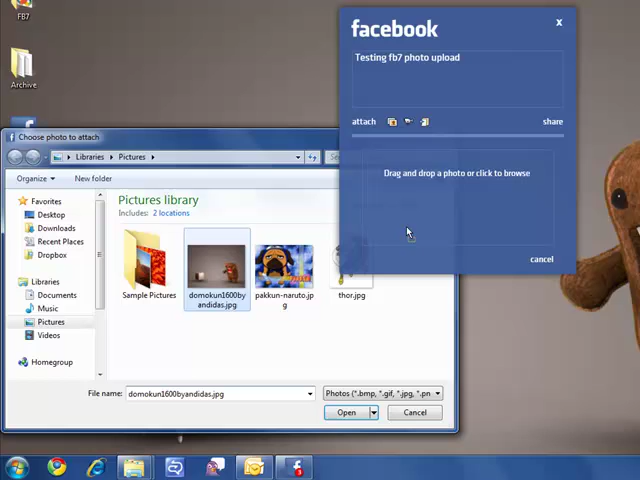 FB7
Archive
facebook
x
Testing fb7 photo upload
attach
share
Drag and drop a photo or click to browse
cancel
Choose photo to attach
Libraries
Pictures
Organize
New folder
Favorites
Desktop
Downloads
Recent Places
Dropbox
Libraries
Documents
Music
Pictures
Videos
Homegroup
Pictures library
Includes: 2 locations
Sample Pictures
domokun1600by
andidas.jpg
pakkun-naruto.jp
g
thor.jpg
File name:
domokun1600byandidas.jpg
Photos (*.bmp, *.gif, *.jpg, *.pn
Open
Cancel